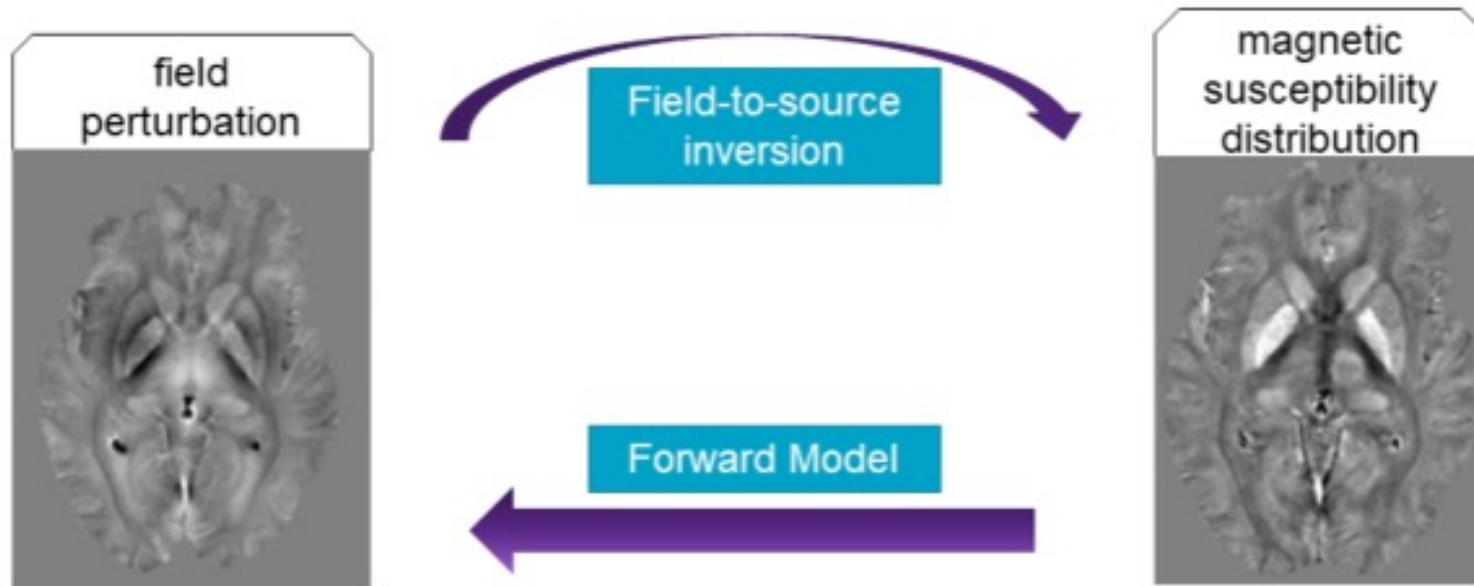 field
perturbation
Field-to-source
inversion
magnetic
susceptibility
distribution
Forward Model